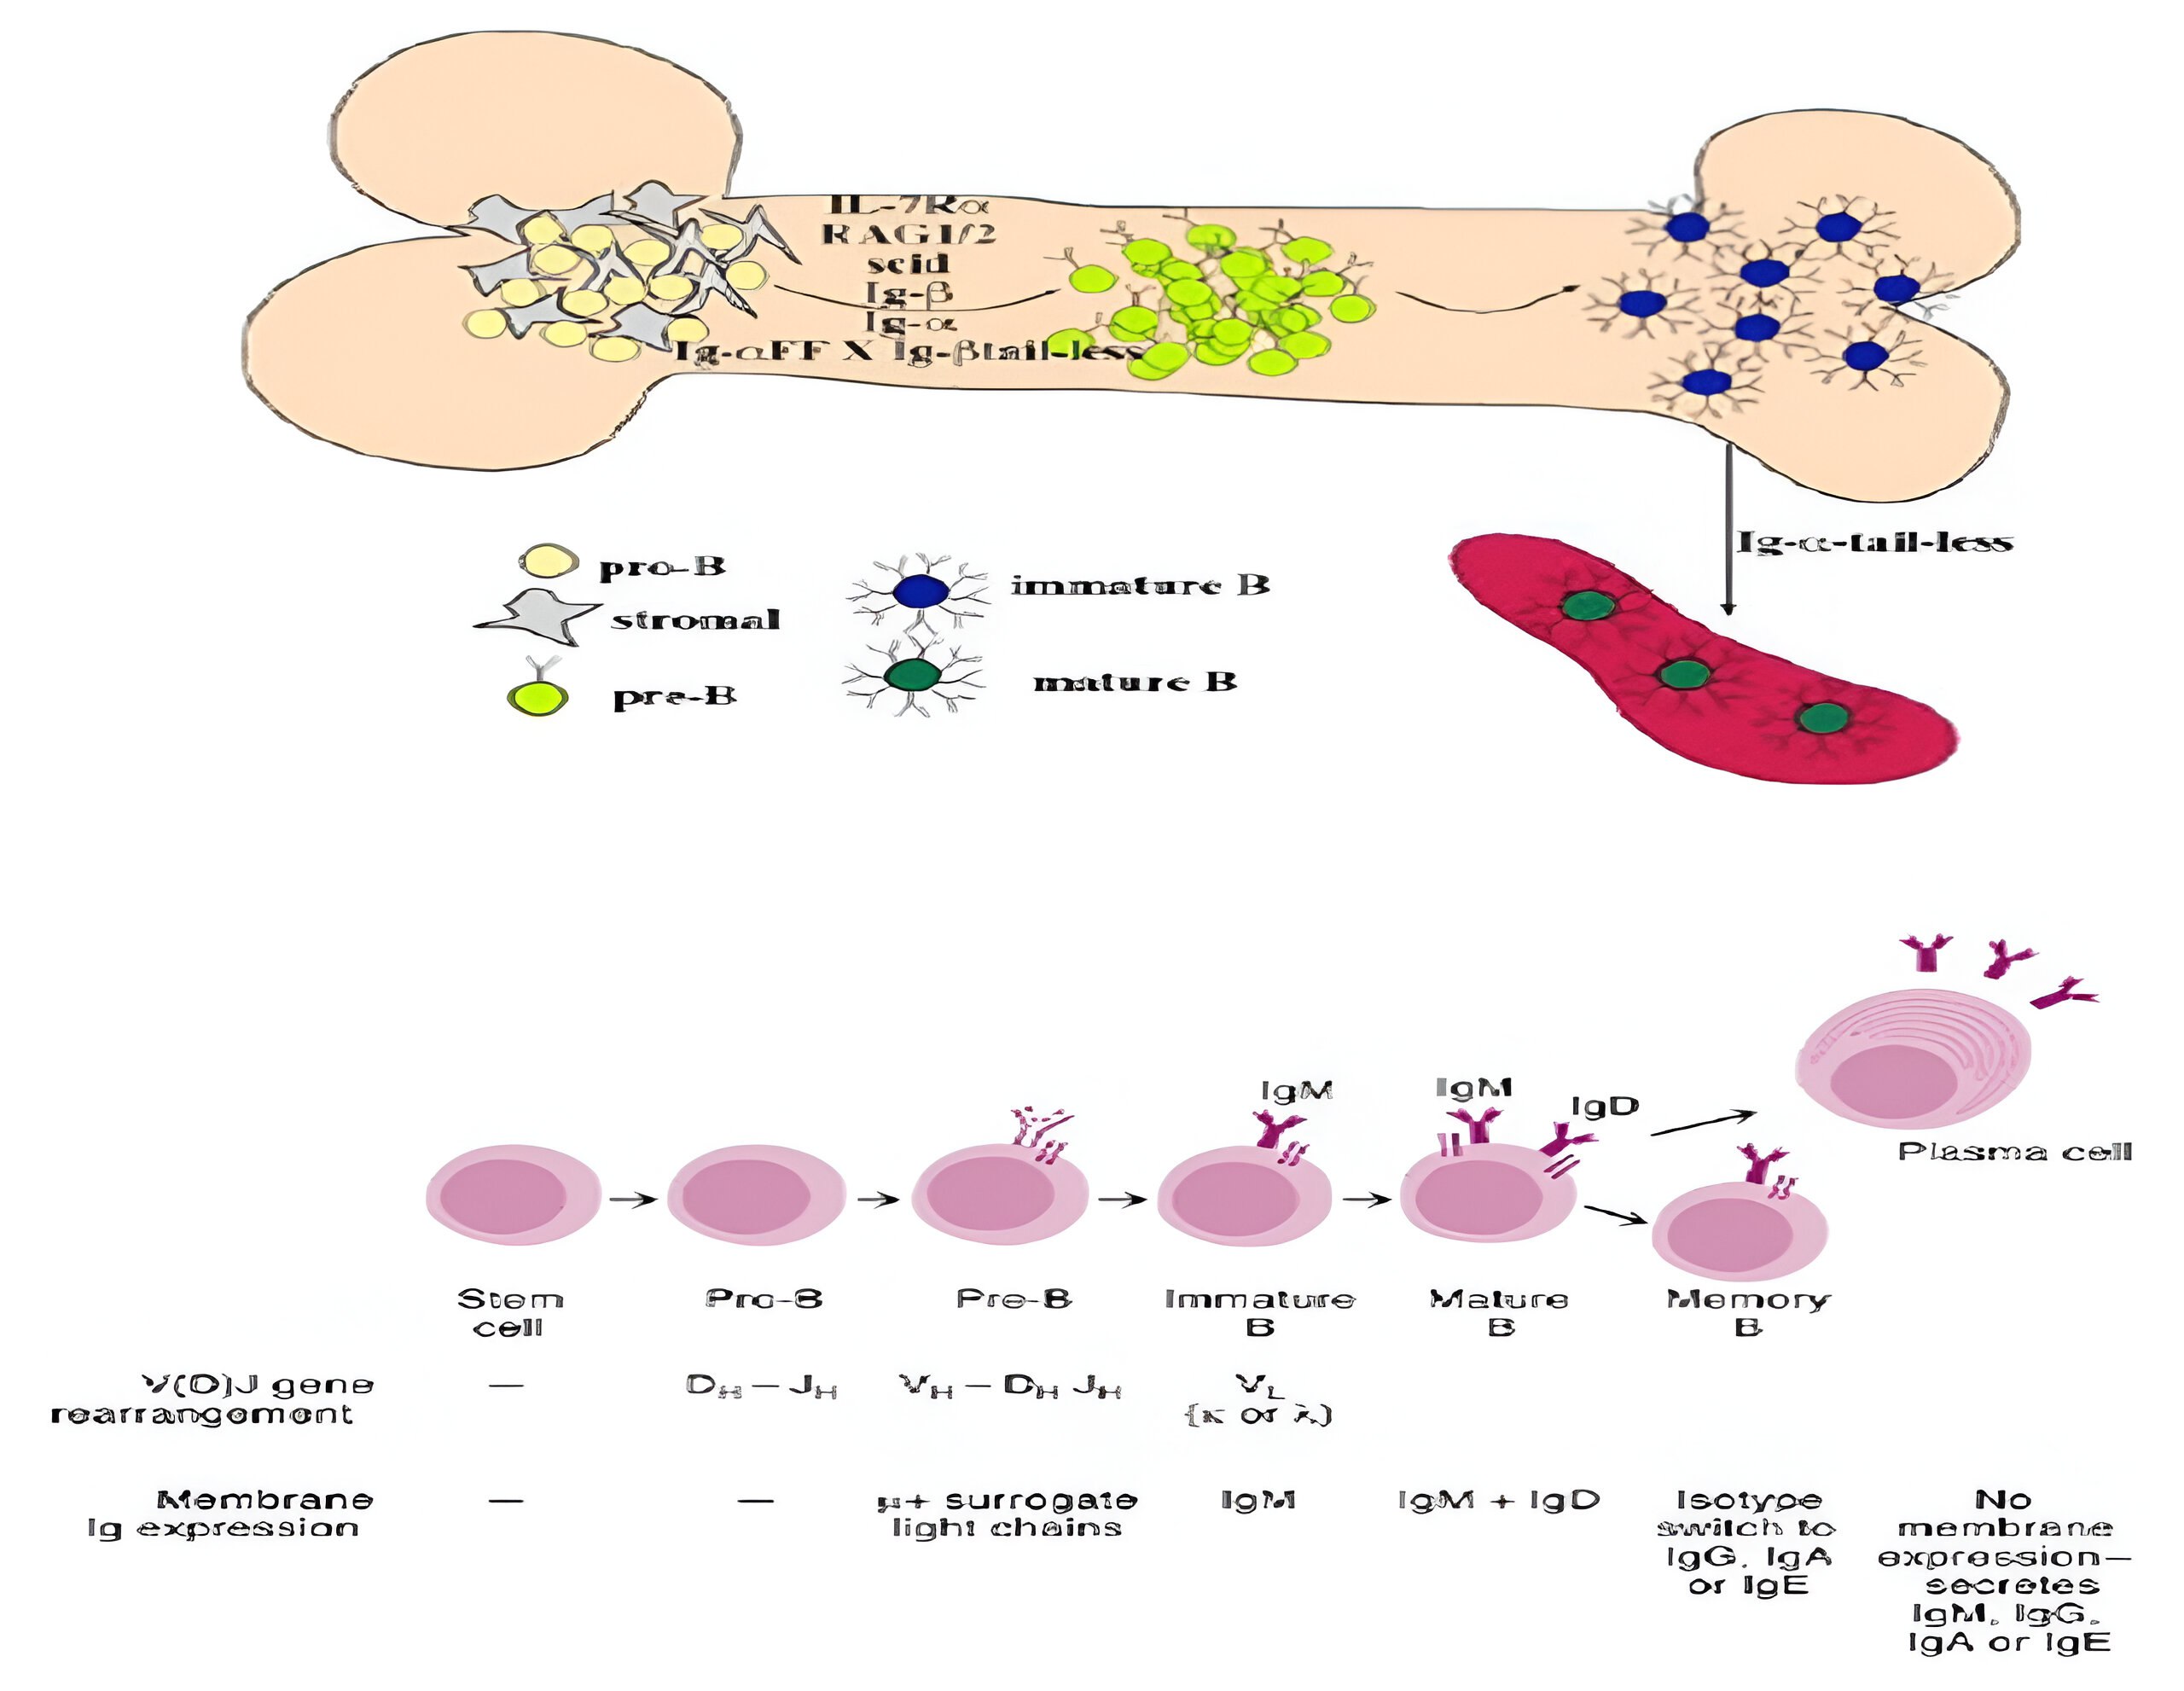 IL-7Rα
RAG1/2
scid
Ig-β
Ig-α
Ig-αFF X Ig-βtail-less
Ig-α-tail-less
pro-B
stromal
pre-B
immature B
mature B
IgM
IgM
IgD
Plasma cell
Stem
cell
Pro-B
Pre-B
Immature
B
Mature
B
Memory
B
V(D)J gene
rearrangement
—
D_H — J_H
V_H — D_H J_H
V_L
(κ or λ)
Membrane
Ig expression
—
—
μ+ surrogate
light chains
IgM
IgM + IgD
Isotype
switch to
IgG, IgA
or IgE
No
membrane
expression—
secretes
IgM, IgG,
IgA or IgE